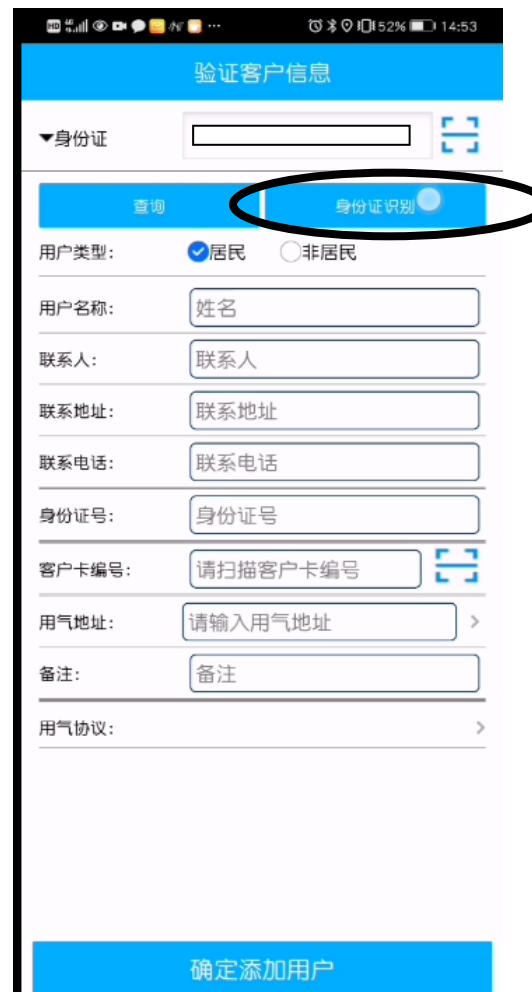 HD 52% 14:53
验证客户信息
▼身份证
查询 身份证识别
用户类型: 居民 非居民
用户名称: 姓名
联系人: 联系人
联系地址: 联系地址
联系电话: 联系电话
身份证号: 身份证号
客户卡编号: 请扫描客户卡编号
用气地址: 请输入用气地址 >
备注: 备注
用气协议: >
确定添加用户